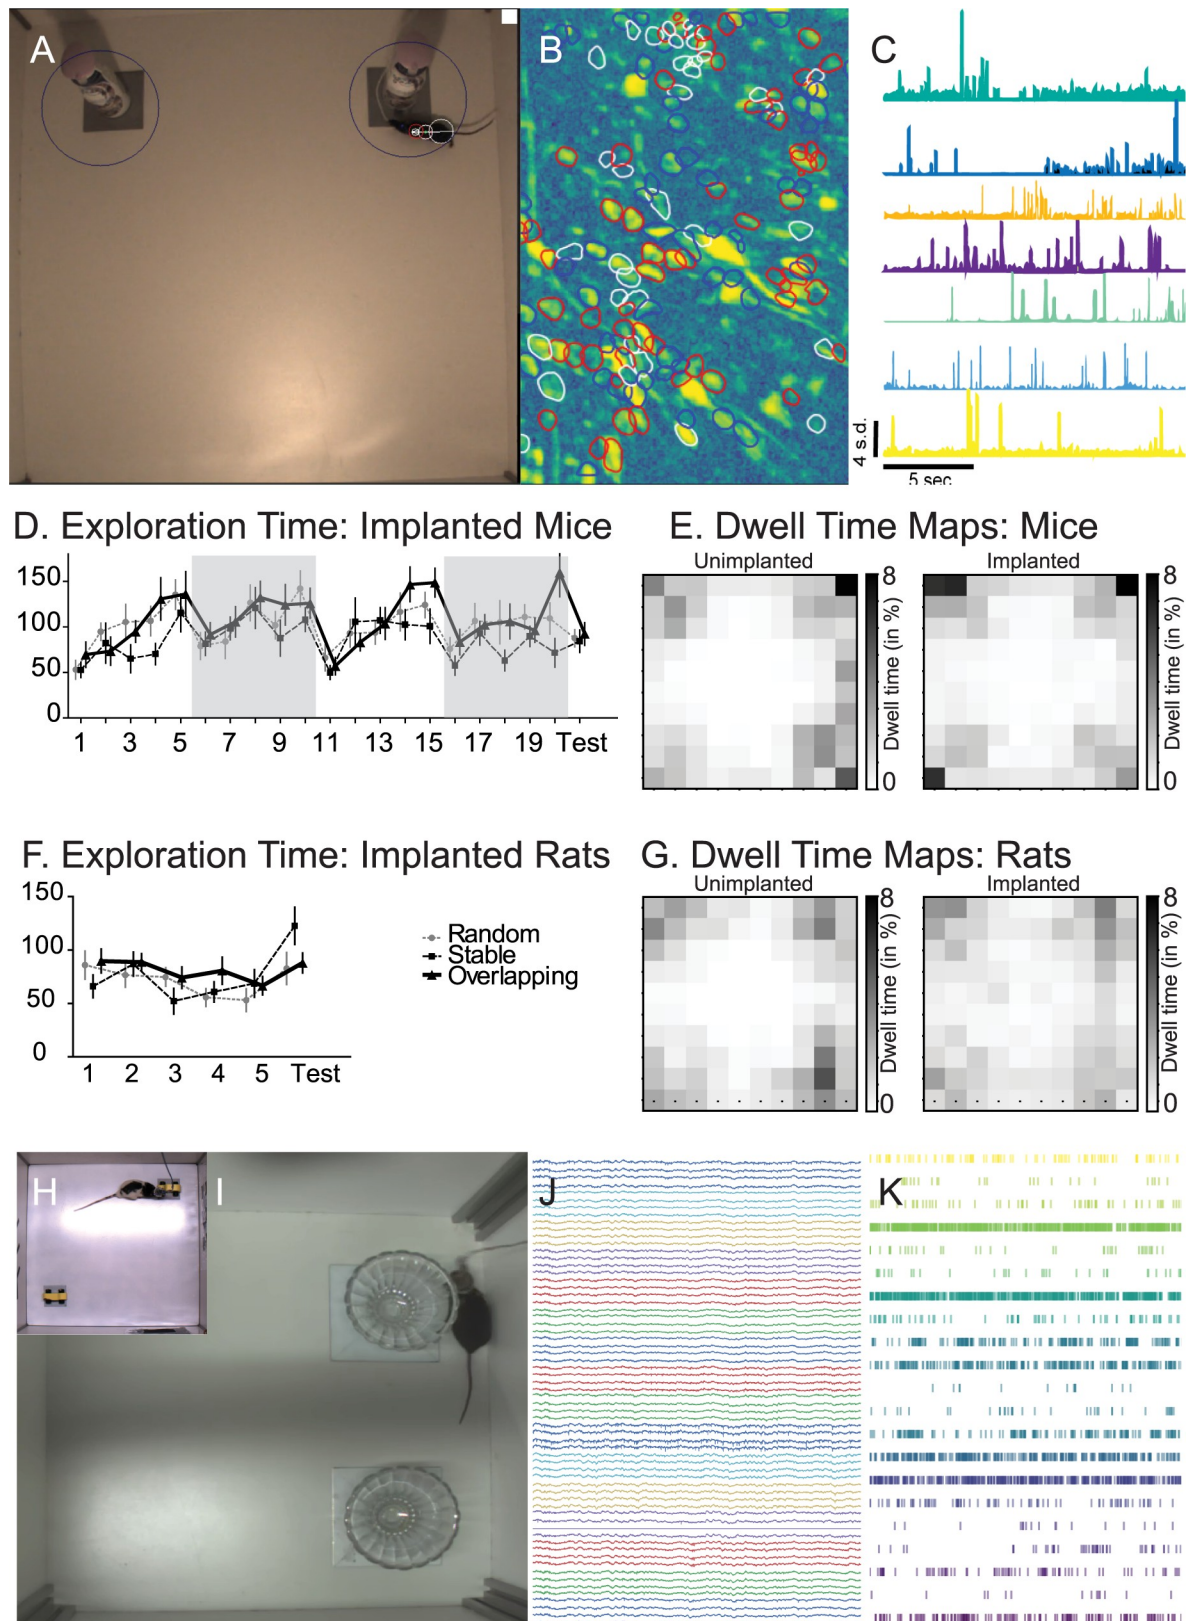 A
B
C
4 s.d.
5 sec
D. Exploration Time: Implanted Mice
150
100
50
0
1 3 5 7 9 11 13 15 17 19 Test
E. Dwell Time Maps: Mice
Unimplanted
8
Dwell time (in %)
0
Implanted
8
Dwell time (in %)
0
F. Exploration Time: Implanted Rats
150
100
50
0
1 2 3 4 5 Test
Random
Stable
Overlapping
G. Dwell Time Maps: Rats
Unimplanted
8
Dwell time (in %)
0
Implanted
8
Dwell time (in %)
0
H
I
J
K